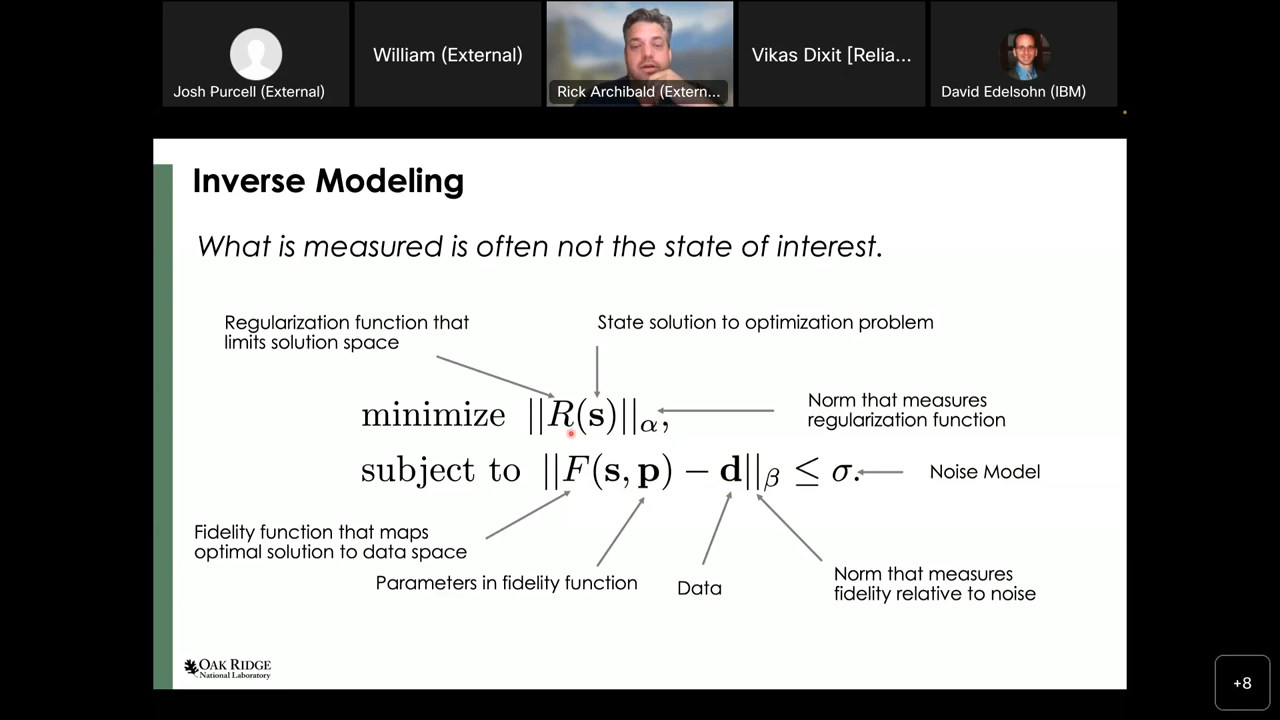 Josh Purcell (External)
William (External)
Rick Archibald (Extern...
Vikas Dixit [Relia...
David Edelsohn (IBM)
Inverse Modeling
What is measured is often not the state of interest.
Regularization function that
limits solution space
State solution to optimization problem
minimize ||R(s)||α,
Norm that measures
regularization function
subject to ||F(s, p) − d||β ≤ σ.
Noise Model
Fidelity function that maps
optimal solution to data space
Parameters in fidelity function
Data
Norm that measures
fidelity relative to noise
OAK RIDGE
National Laboratory
+8